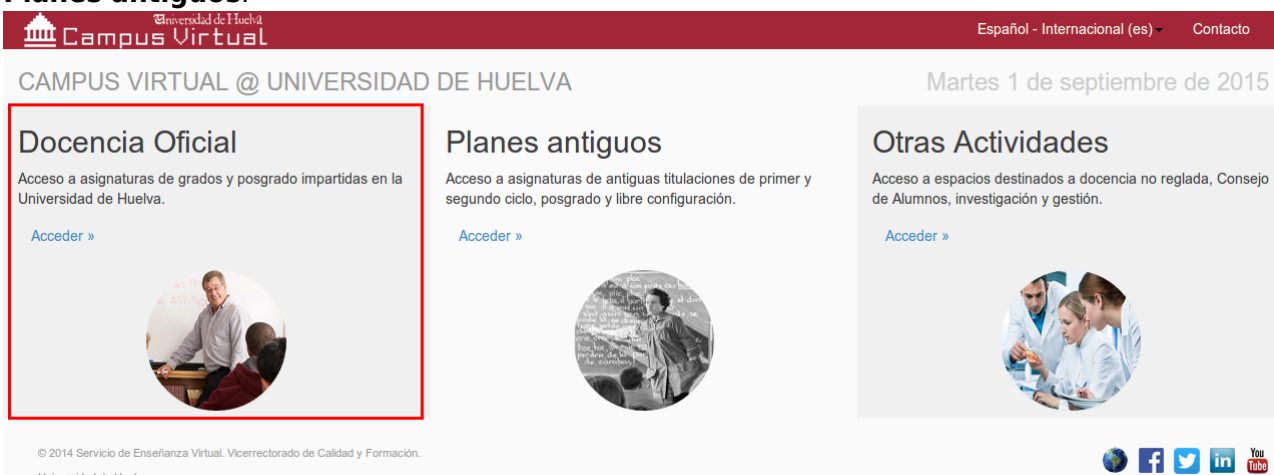 Planes antiguos.
Universidad de Huelva
Campus Virtual
Español - Internacional (es)
Contacto
CAMPUS VIRTUAL @ UNIVERSIDAD DE HUELVA
Martes 1 de septiembre de 2015
Docencia Oficial
Acceso a asignaturas de grados y posgrado impartidas en la
Universidad de Huelva.
Acceder »
Planes antiguos
Acceso a asignaturas de antiguas titulaciones de primer y
segundo ciclo, posgrado y libre configuración.
Acceder »
Otras Actividades
Acceso a espacios destinados a docencia no reglada, Consejo
de Alumnos, investigación y gestión.
Acceder »
© 2014 Servicio de Enseñanza Virtual. Vicerrectorado de Calidad y Formación.
f
in
You
Tube